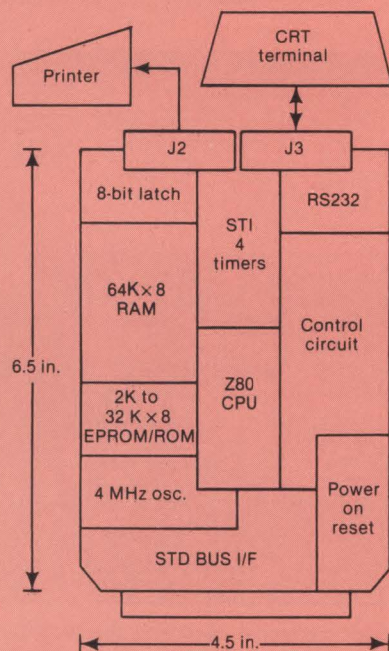 CRT
terminal
Printer
J2
J3
8-bit latch
STI
4
timers
RS232
64K × 8
RAM
Control
circuit
6.5 in.
Z80
CPU
2K to
32 K × 8
EPROM/ROM
4 MHz osc.
Power
on
reset
STD BUS I/F
4.5 in.